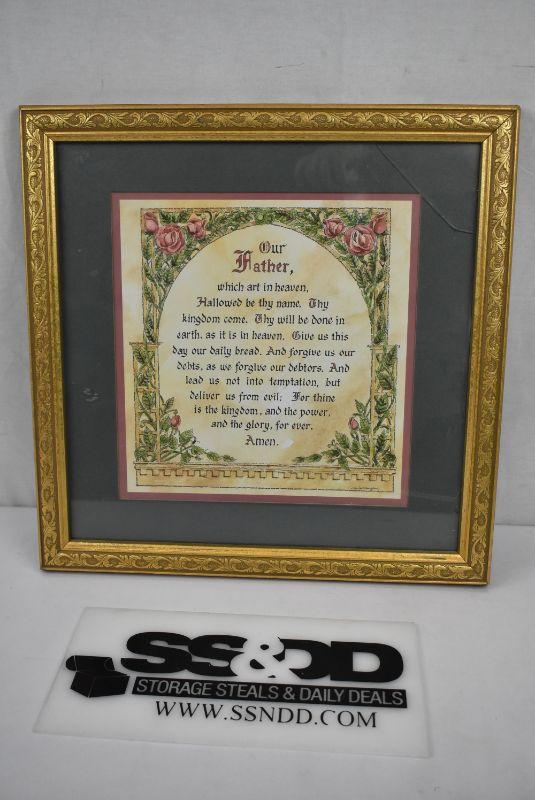 Our
Father,
which art in heaven,
Hallowed be thy name. Thy
kingdom come. Thy will be done in
earth, as it is in heaven. Give us this
day our daily bread. And forgive us our
debts, as we forgive our debtors. And
lead us not into temptation, but
deliver us from evil: For thine
is the kingdom, and the power,
and the glory, for ever.
Amen.
SS&DD
STORAGE STEALS & DAILY DEALS
WWW.SSNDD.COM